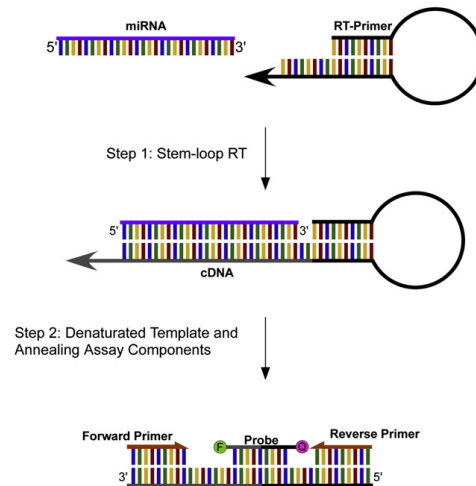 miRNA
RT-Primer
5'
3'
Step 1: Stem-loop RT
5'
3'
cDNA
Step 2: Denaturated Template and
Annealing Assay Components
Forward Primer
F
Probe
Q
Reverse Primer
3'
5'